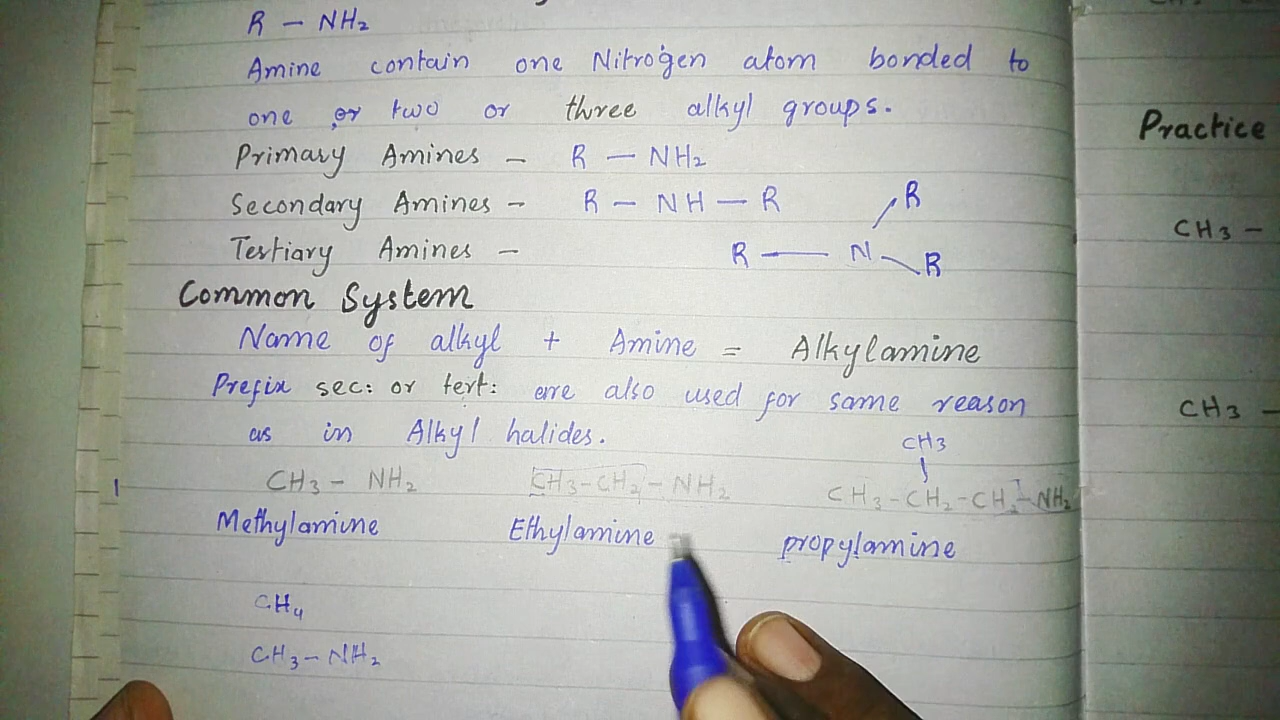 R — NH₂
Amine contain one Nitrogen atom bonded to
one or two or three alkyl groups.
Primary Amines – R — NH₂
Secondary Amines – R — NH — R
R
Tertiary Amines – R — N
R
Common System
Name of alkyl + Amine = Alkylamine
Prefix sec: or tert: are also used for same reason
as in Alkyl halides.
CH₃
CH₃ – NH₂ CH₃-CH₂-NH₂ CH₃-CH₂-CH₂-NH₂
Methylamine Ethylamine propylamine
CH₄
CH₃ – NH₂
Practice
CH₃ –
CH₃ –